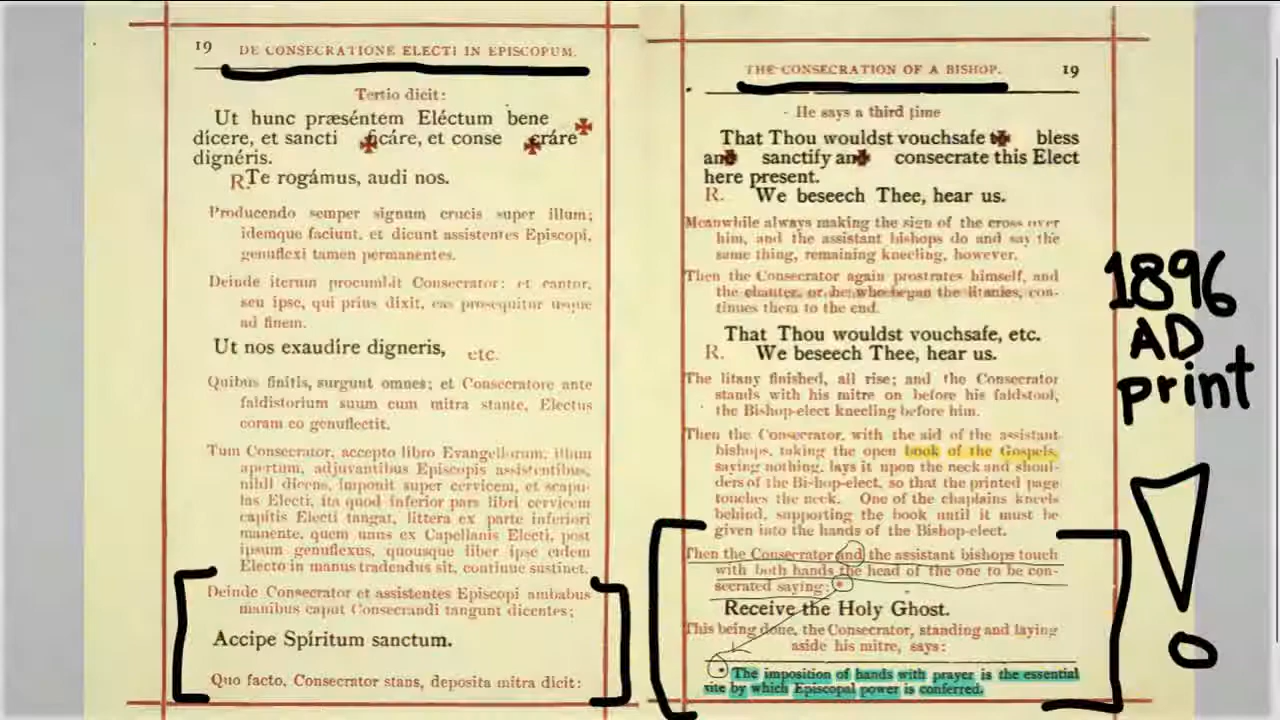 19 DE CONSECRATIONE ELECTI IN EPISCOPUM.
Tertio dicit:
Ut hunc præséntem Eléctum bene
dícere, et sancti ficáre, et conse cráre
dignéris.
R. Te rogámus, audi nos.
Producendo semper signum crucis super illum;
idemque faciunt, et dicunt assistentes Episcopi,
genuflexi tamen permanentes.
Deinde iterum procumbit Consecrator; et cantor,
seu ipse, qui prius dixit, eas prosequitur usque
ad finem.
Ut nos exaudíre dignéris, etc.
Quibus finitis, surgunt omnes; et Consecratore ante
faldistorium suum cum mitra stante, Electus
coram eo genuflectit.
Tum Consecrator, accepto libro Evangeliorum, illum
apertum, adjuvantibus Episcopis assistentibus,
nihil dicens, imponit super cervicem, et scapu-
las Electi, ita quod inferior pars libri cervicem
capitis Electi tangat, littera ex parte inferiori
manente, quem unus ex Capellanis Electi, post
ipsum genuflexus, quousque liber ipse eidem
Electo in manus tradendus sit, continue sustinet.
Deinde Consecrator et assistentes Episcopi ambabus
manibus caput Consecrandi tangunt dicentes;
Accipe Spíritum sanctum.
Quo facto, Consecrator stans, deposita mitra dicit:
THE CONSECRATION OF A BISHOP. 19
He says a third time
That Thou wouldst vouchsafe to bless
and sanctify and consecrate this Elect
here present.
R. We beseech Thee, hear us.
Meanwhile always making the sign of the cross over
him, and the assistant bishops do and say the
same thing, remaining kneeling, however.
Then the Consecrator again prostrates himself, and
the chanter, or he who began the litanies, con-
tinues them to the end.
That Thou wouldst vouchsafe, etc.
R. We beseech Thee, hear us.
The litany finished, all rise; and the Consecrator
stands with his mitre on before his faldstool,
the Bishop-elect kneeling before him.
Then the Consecrator, with the aid of the assistant
bishops, taking the open book of the Gospels,
saying nothing, lays it upon the neck and shoul-
ders of the Bishop-elect, so that the printed page
touches the neck. One of the chaplains kneels
behind, supporting the book until it must be
given into the hands of the Bishop-elect.
Then the Consecrator and the assistant bishops touch
with both hands the head of the one to be con-
secrated saying: *
Receive the Holy Ghost.
This being done, the Consecrator, standing and laying
aside his mitre, says:
* The imposition of hands with prayer is the essential
rite by which Episcopal power is conferred.
1896
AD
print
!